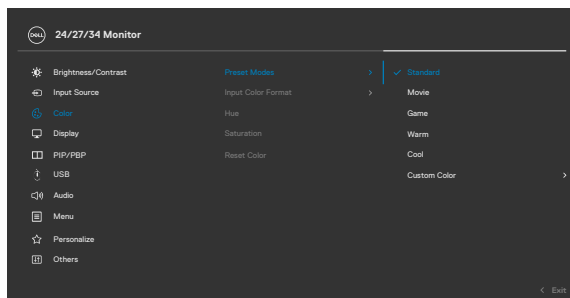 DELL 24/27/34 Monitor
Brightness/Contrast Preset Modes Standard
Input Source Input Color Format Movie
Color Hue Game
Display Saturation Warm
PIP/PBP Reset Color Cool
USB Custom Color
Audio
Menu
Personalize
Others
Exit